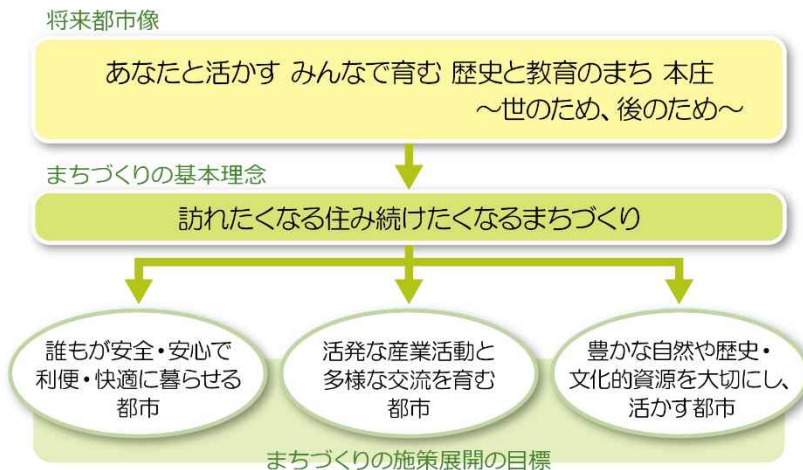 将来都市像
あなたと活かす みんなで育む 歴史と教育のまち 本庄
～世のため、後のため～
まちづくりの基本理念
訪れたくなる住み続けたくなるまちづくり
誰もが安全・安心で
利便・快適に暮らせる
都市
活発な産業活動と
多様な交流を育む
都市
豊かな自然や歴史・
文化的資源を大切にし、
活かす都市
まちづくりの施策展開の目標